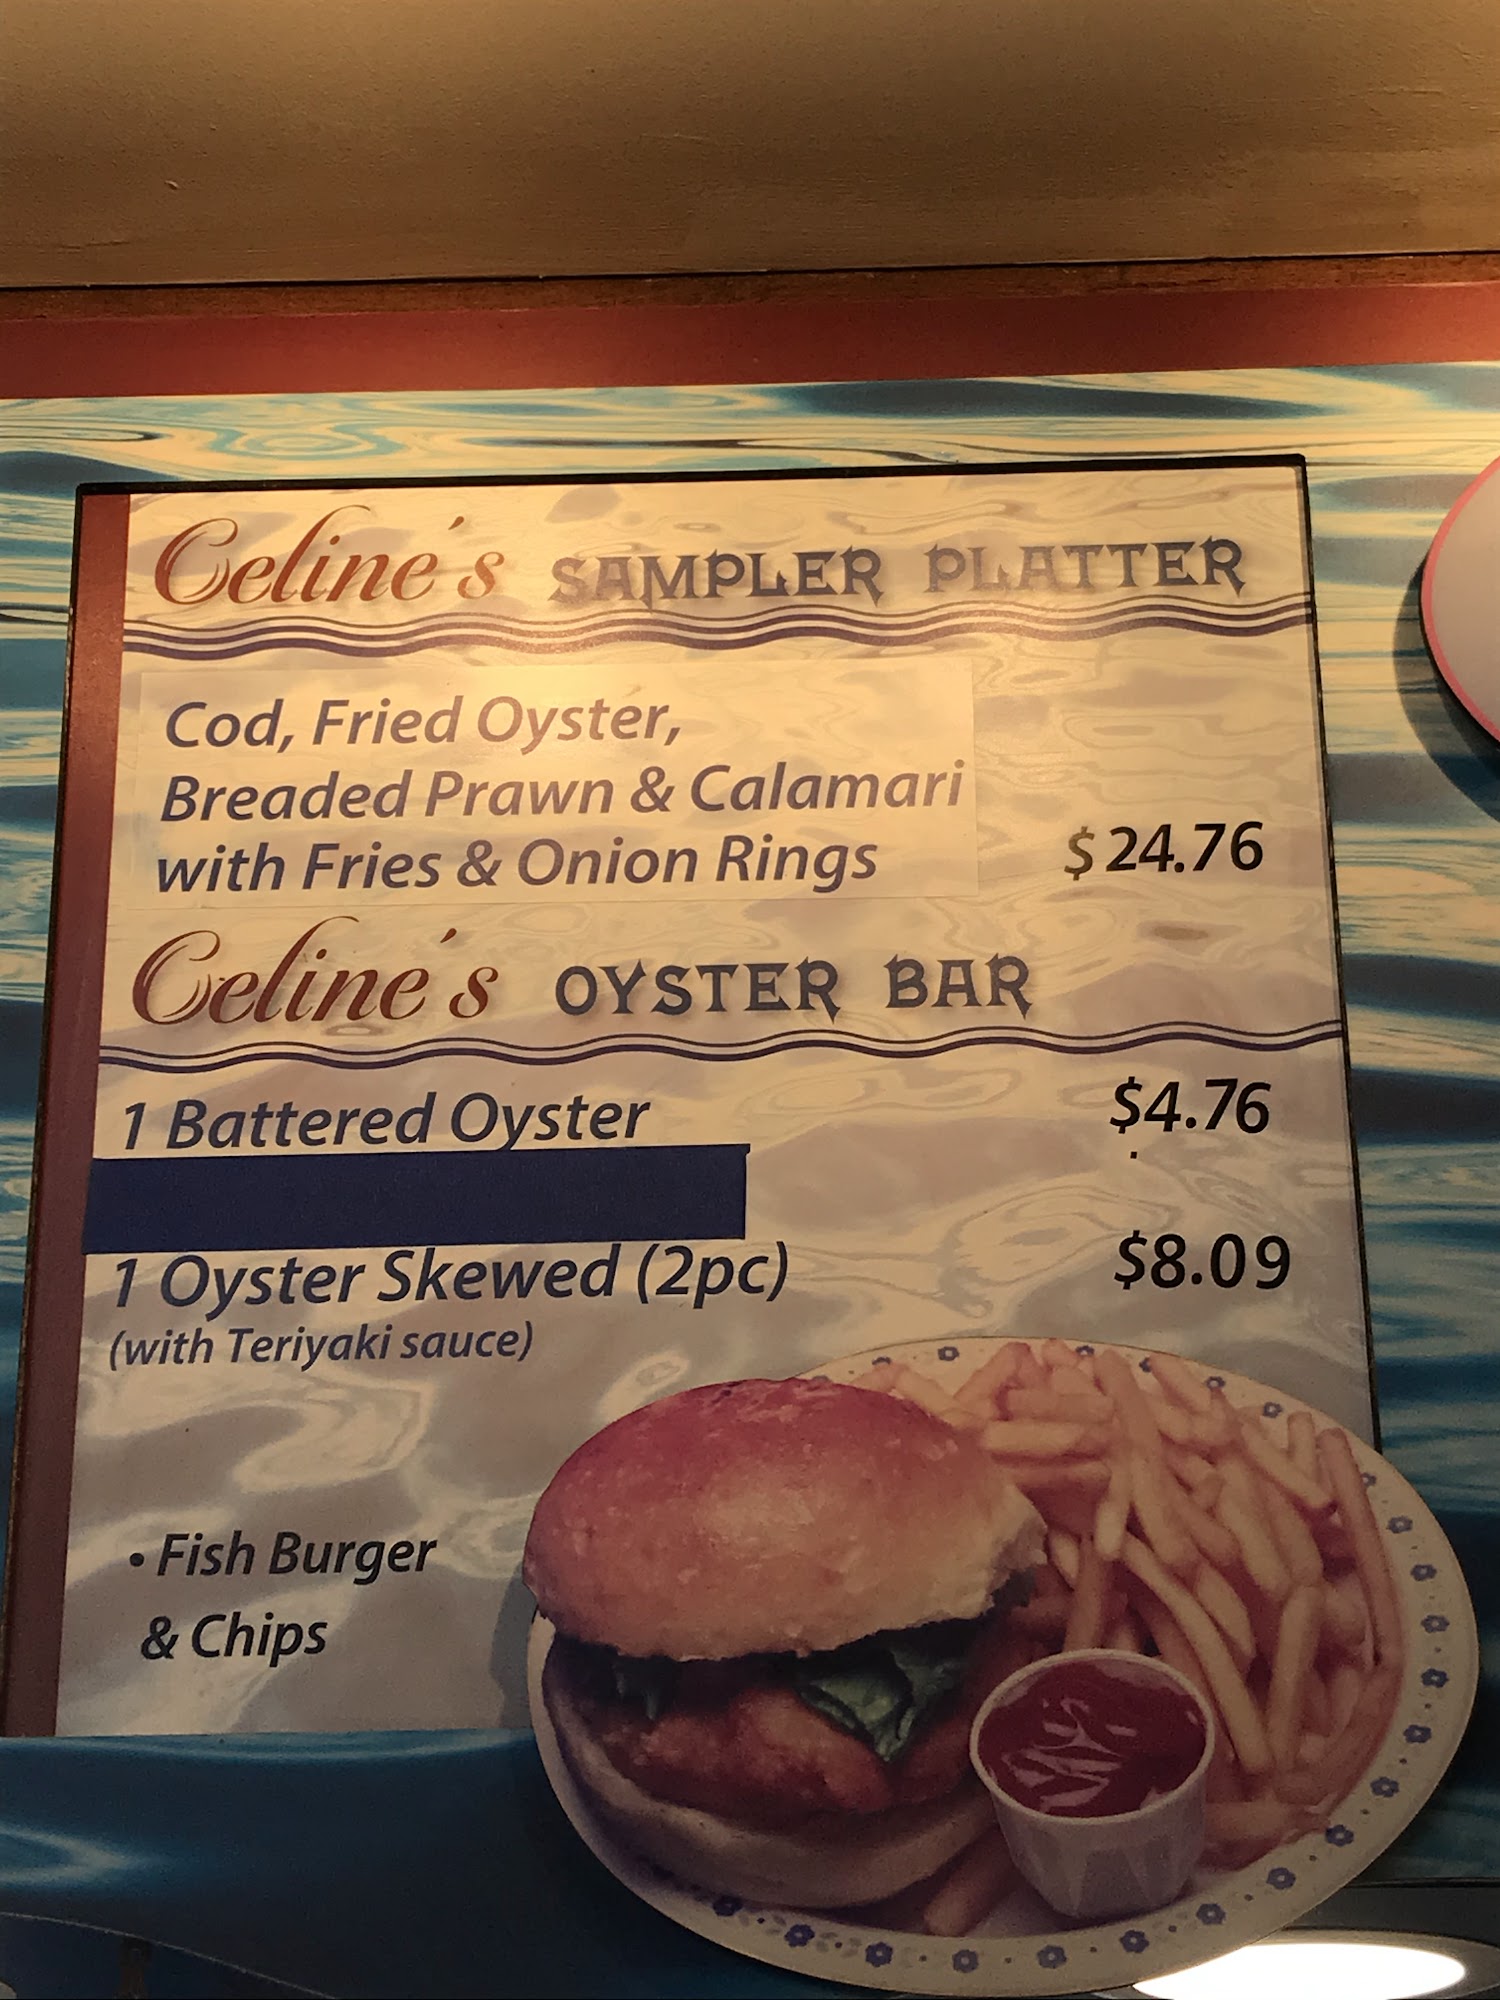 Celine's SAMPLER PLATTER
Cod, Fried Oyster,
Breaded Prawn & Calamari
with Fries & Onion Rings $24.76
Celine's OYSTER BAR
1 Battered Oyster $4.76
1 Oyster Skewed (2pc) $8.09
(with Teriyaki sauce)
• Fish Burger
& Chips